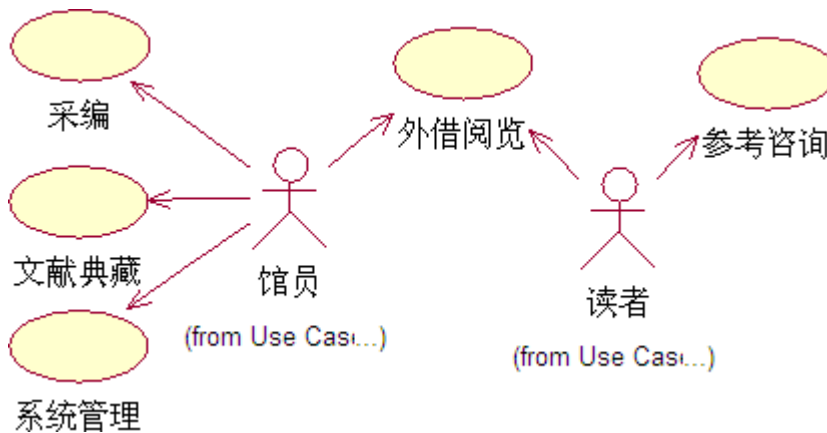 采编
外借阅览
参考咨询
文献典藏
馆员
读者
(from Use Cas...)
(from Use Cas...)
系统管理